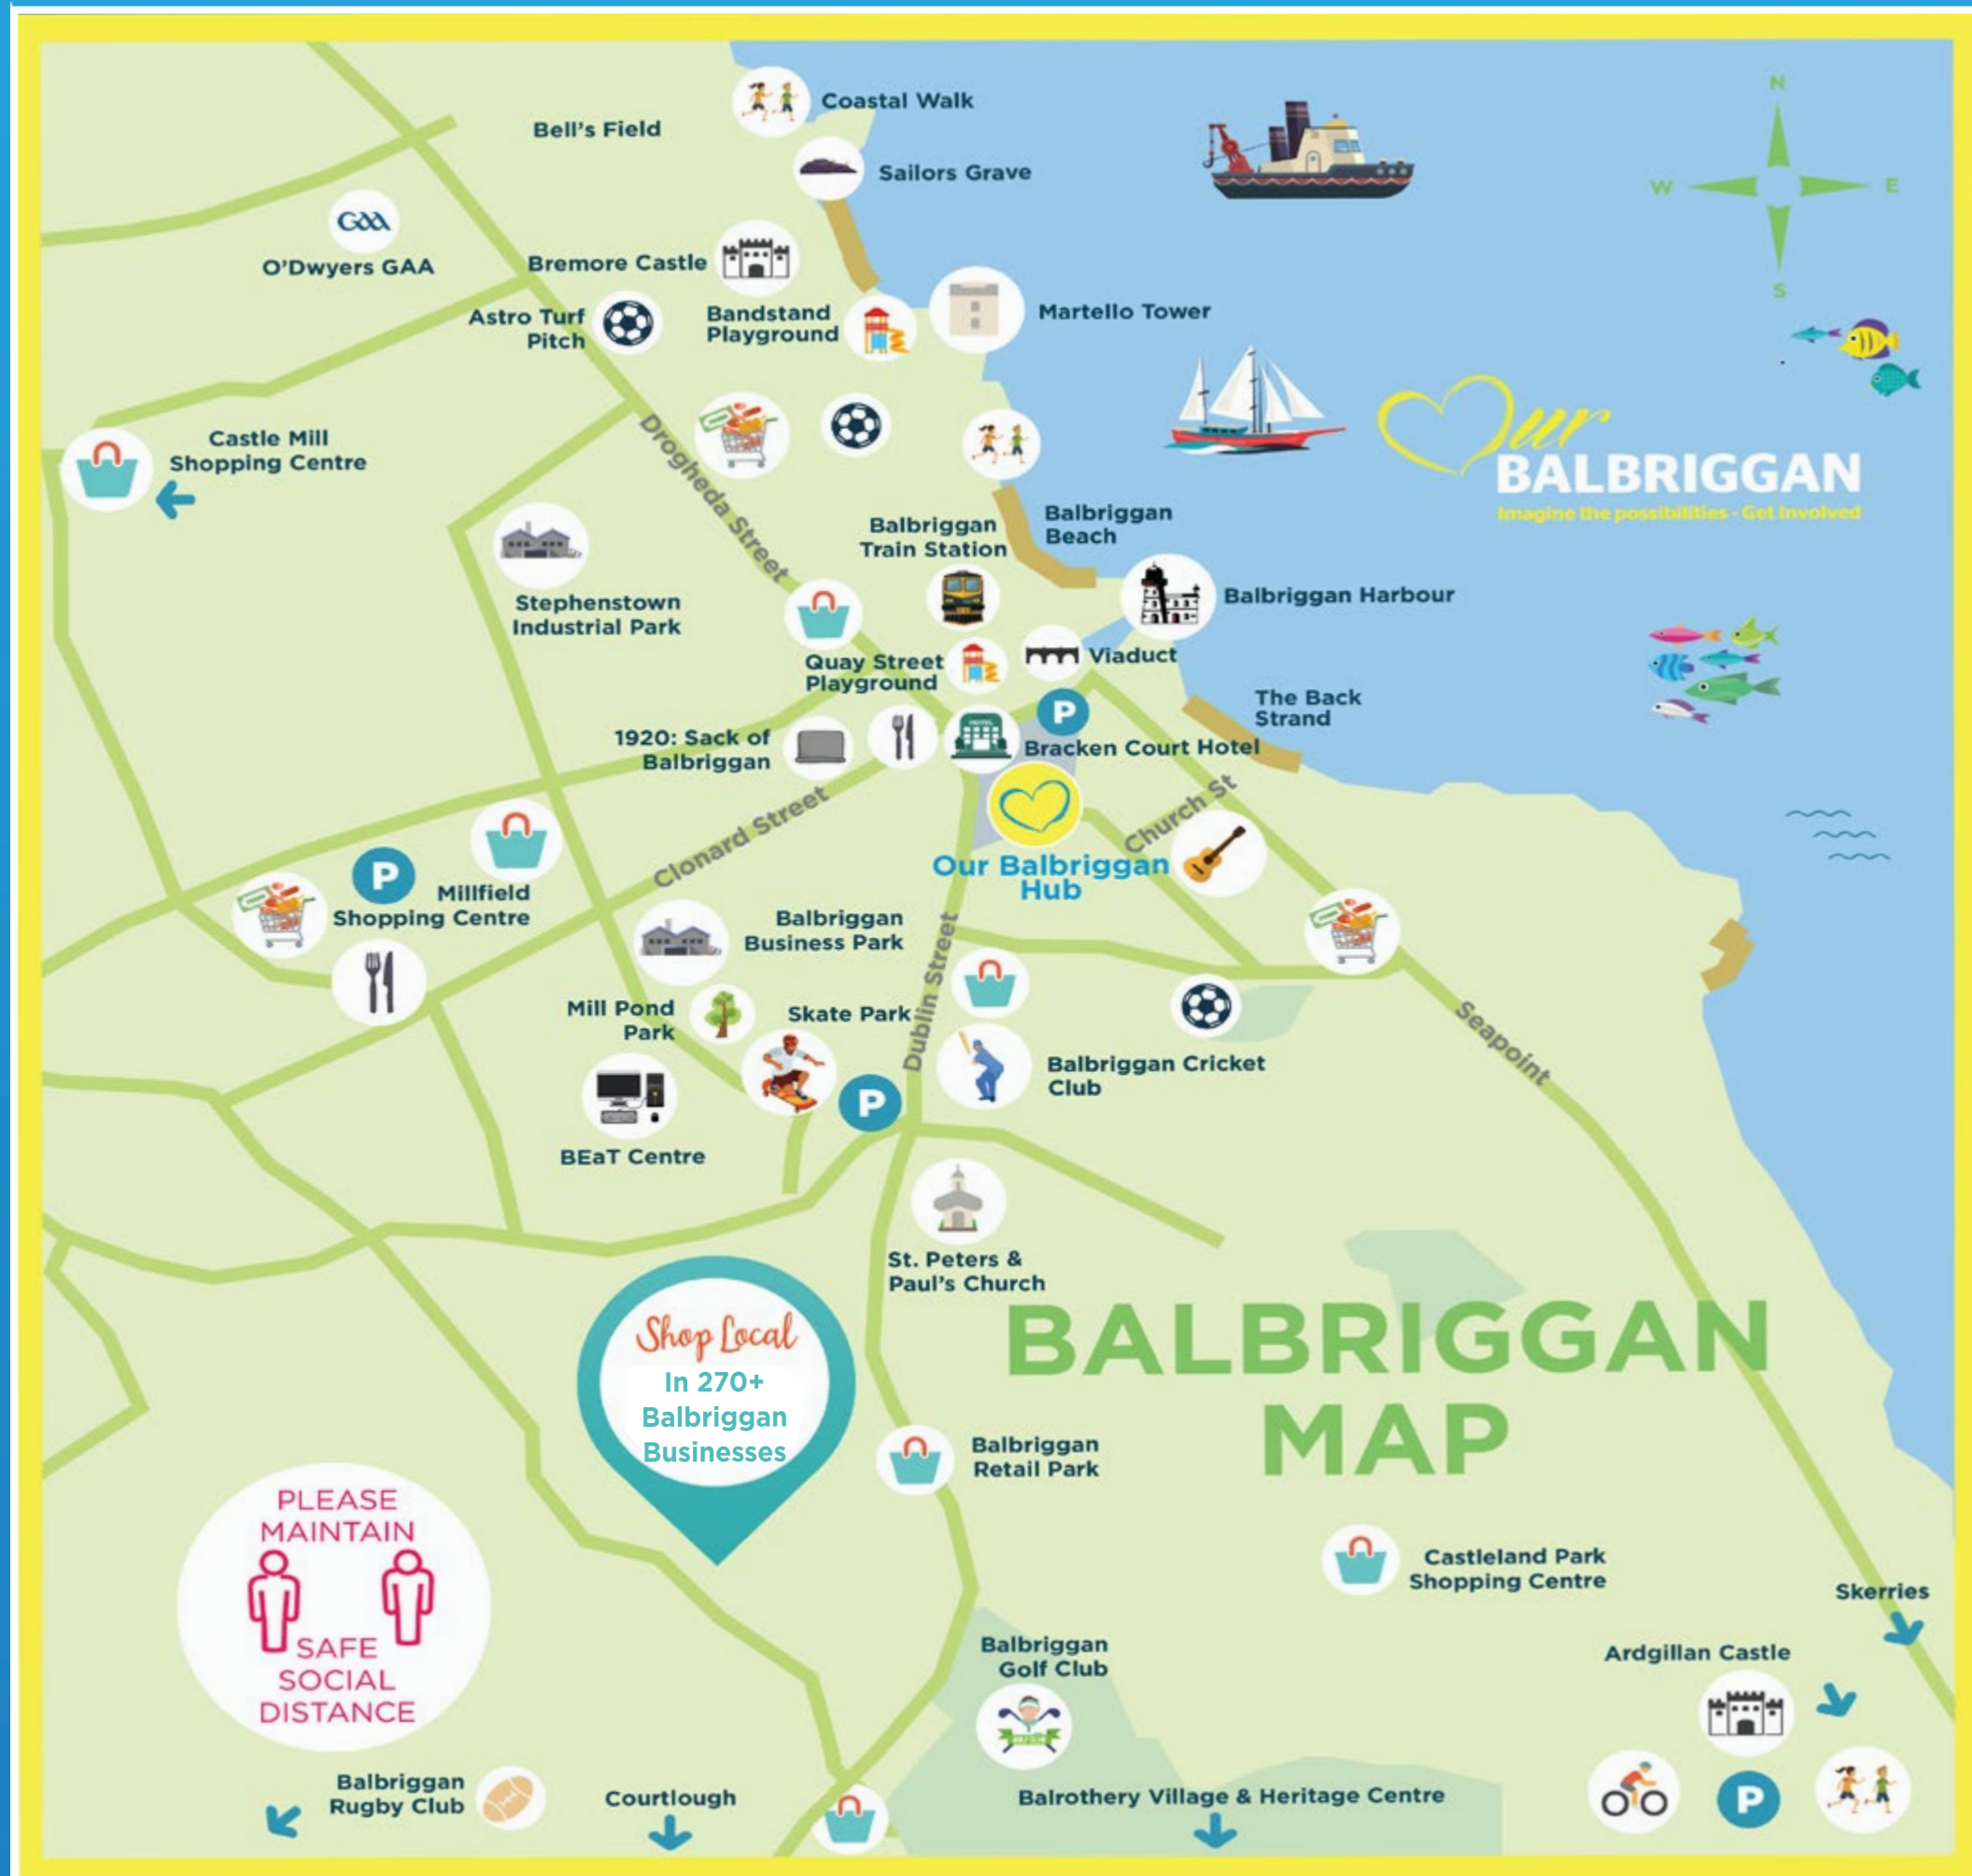 Coastal Walk
Bell's Field
Sailors Grave
N
W
E
S
GAA
O'Dwyers GAA
Bremore Castle
Astro Turf
Pitch
Bandstand
Playground
Martello Tower
Castle Mill
Shopping Centre
Drogheda Street
Our
BALBRIGGAN
Imagine the possibilities - Get Involved
Balbriggan
Train Station
Balbriggan
Beach
Stephenstown
Industrial Park
Balbriggan Harbour
Quay Street
Playground
Viaduct
The Back
Strand
P
HOTEL
1920: Sack of
Balbriggan
Bracken Court Hotel
Clonard Street
Church St
Our Balbriggan
Hub
P
Millfield
Shopping Centre
Balbriggan
Business Park
Dublin Street
Mill Pond
Park
Skate Park
Seapoint
Balbriggan Cricket
Club
P
BEaT Centre
St. Peters &
Paul's Church
Shop Local
In 270+
Balbriggan
Businesses
BALBRIGGAN
MAP
Balbriggan
Retail Park
PLEASE
MAINTAIN
SAFE
SOCIAL
DISTANCE
Castleland Park
Shopping Centre
Skerries
Balbriggan
Golf Club
Ardgillan Castle
Balbriggan
Rugby Club
Courtlough
Balrothery Village & Heritage Centre
P